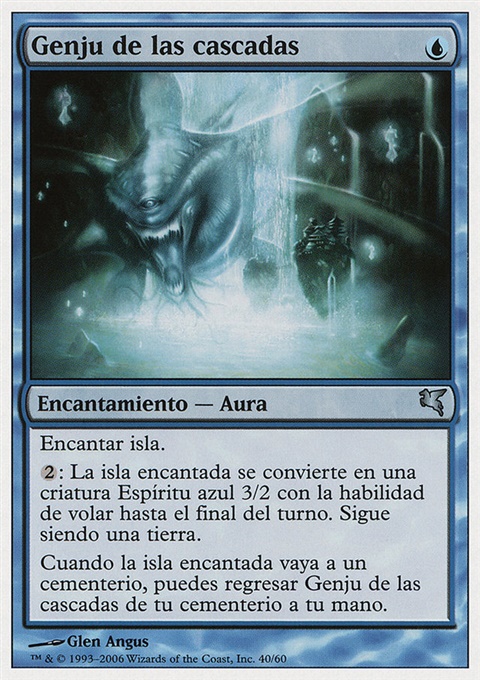 Genju de las cascadas
Encantamiento — Aura
Encantar isla.
2: La isla encantada se convierte en una
criatura Espíritu azul 3/2 con la habilidad
de volar hasta el final del turno. Sigue
siendo una tierra.
Cuando la isla encantada vaya a un
cementerio, puedes regresar Genju de las
cascadas de tu cementerio a tu mano.
Glen Angus
™ & © 1993–2006 Wizards of the Coast, Inc. 40/60